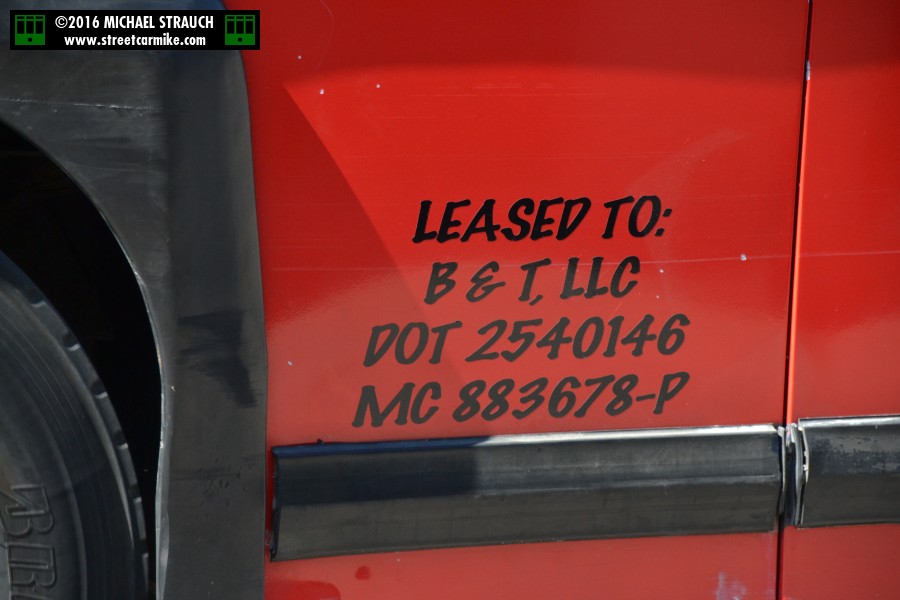 ©2016 MICHAEL STRAUCH
www.streetcarmike.com
LEASED TO:
B & T, LLC
DOT 2540146
MC 883678-P